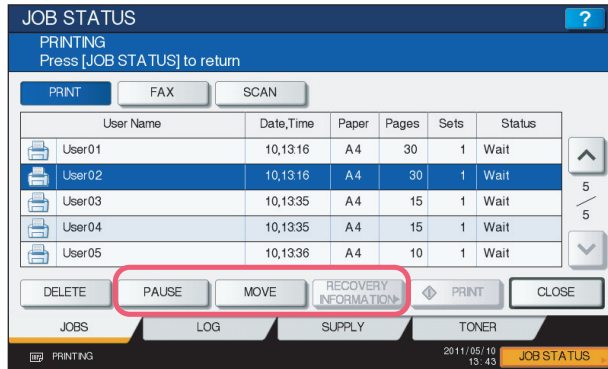 JOB STATUS
?
PRINTING
Press [JOB STATUS] to return
PRINT FAX SCAN
User Name Date,Time Paper Pages Sets Status
User01 10,13:16 A4 30 1 Wait
User02 10,13:16 A4 30 1 Wait
User03 10,13:35 A4 15 1 Wait
User04 10,13:35 A4 15 1 Wait
User05 10,13:36 A4 10 1 Wait
5
5
DELETE PAUSE MOVE RECOVERY
INFORMATION PRINT CLOSE
JOBS LOG SUPPLY TONER
PRINTING 2011/05/10
13:43 JOB STATUS